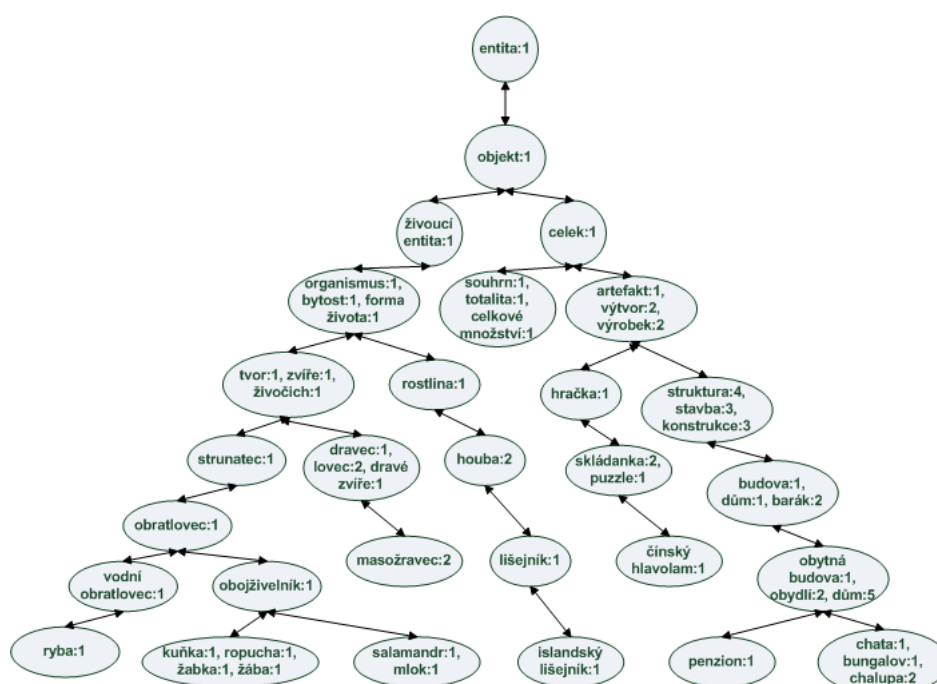 entita:1
objekt:1
živoucí
entita:1
celek:1
organismus:1,
bytost:1, forma
života:1
souhrn:1,
totalita:1,
celkové
množství:1
artefakt:1,
výtvor:2,
výrobek:2
tvor:1, zvíře:1,
živočich:1
rostlina:1
hračka:1
struktura:4,
stavba:3,
konstrukce:3
strunatec:1
dravec:1,
lovec:2, dravé
zvíře:1
houba:2
skládanka:2,
puzzle:1
budova:1,
dům:1, barák:2
obratlovec:1
masožravec:2
lišejník:1
čínský
hlavolam:1
obytná
budova:1,
obydlí:2, dům:5
vodní
obratlovec:1
obojživelník:1
ryba:1
kuňka:1, ropucha:1,
žabka:1, žába:1
salamandr:1,
mlok:1
islandský
lišejník:1
penzion:1
chata:1,
bungalov:1,
chalupa:2